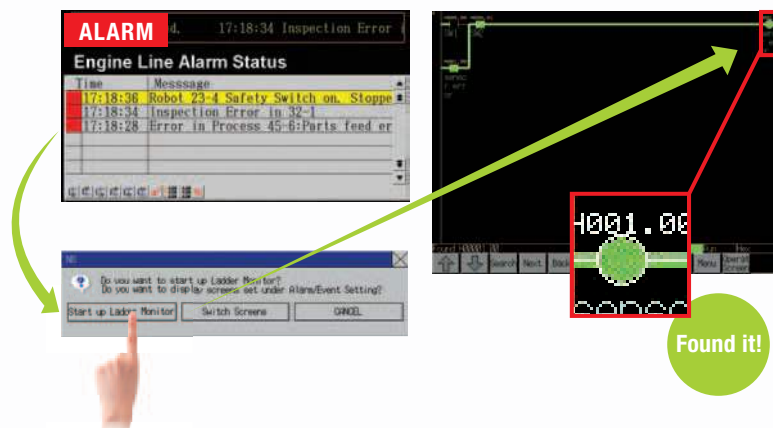 ALARM
d. 17:18:34 Inspection Error
Engine Line Alarm Status
Time Messsage
17:18:36 Robot 23-4 Safety Switch on. Stoppe
17:18:34 Inspection Error in 32-1
17:18:28 Error in Process 45-6:Parts feed er
NS
Do you want to start up Ladder Monitor?
Do you want to display screens set under Alarm/Event Setting?
Start up Ladder Monitor Switch Screens CANCEL
H001.00
Search Next Back Menu
Found it!